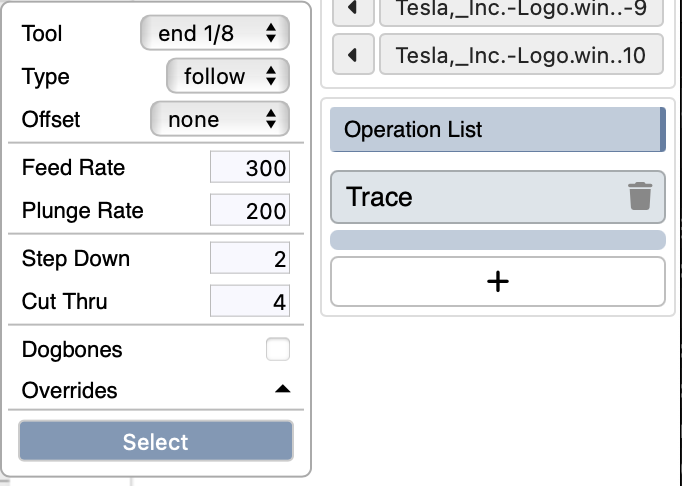 Tool end 1/8
Type follow
Offset none
Feed Rate 300
Plunge Rate 200
Step Down 2
Cut Thru 4
Dogbones
Overrides
Select
Tesla,_Inc.-Logo.win..-9
Tesla,_Inc.-Logo.win..10
Operation List
Trace
+